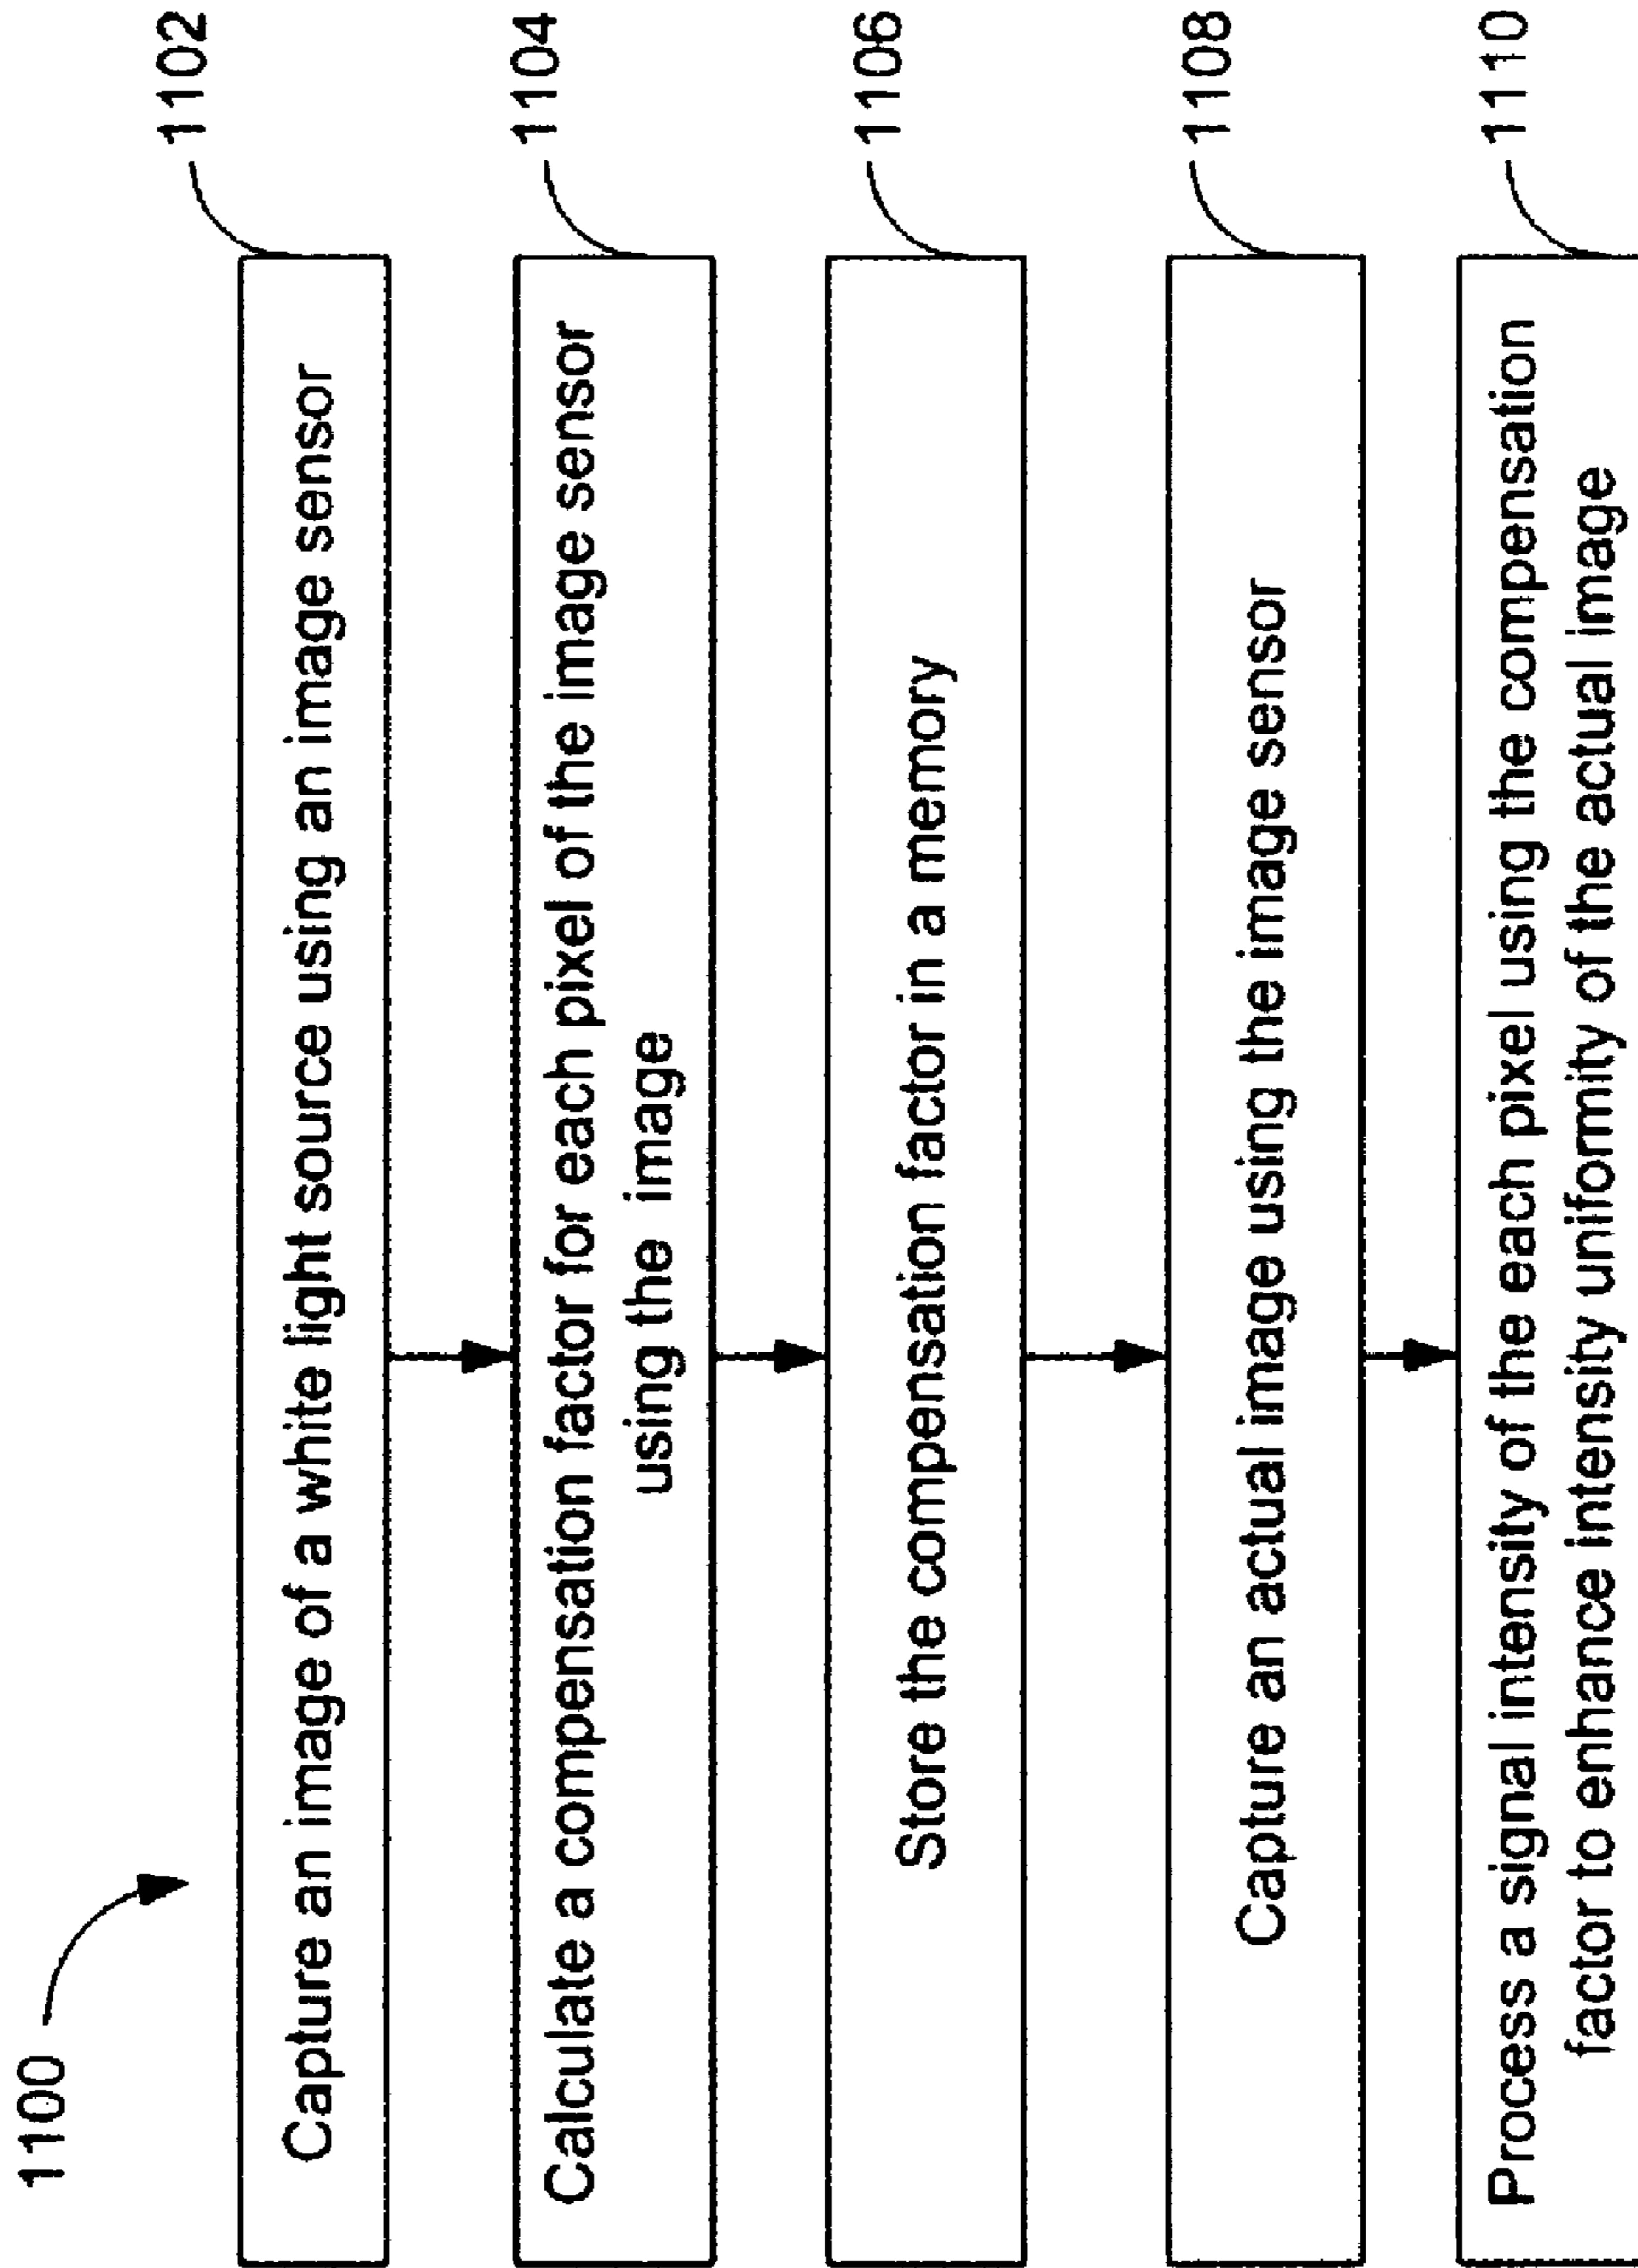 1100
Capture an image of a white light source using an image sensor
1102
Calculate a compensation factor for each pixel of the image sensor
using the image
1104
Store the compensation factor in a memory
1106
Capture an actual image using the image sensor
1108
Process a signal intensity of the each pixel using the compensation
factor to enhance intensity uniformity of the actual image
1110